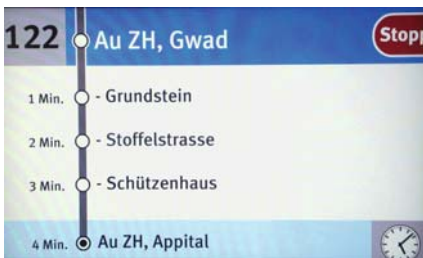 122 Au ZH, Gwad Stopp
1 Min. - Grundstein
2 Min. - Stoffelstrasse
3 Min. - Schützenhaus
4 Min. Au ZH, Appital